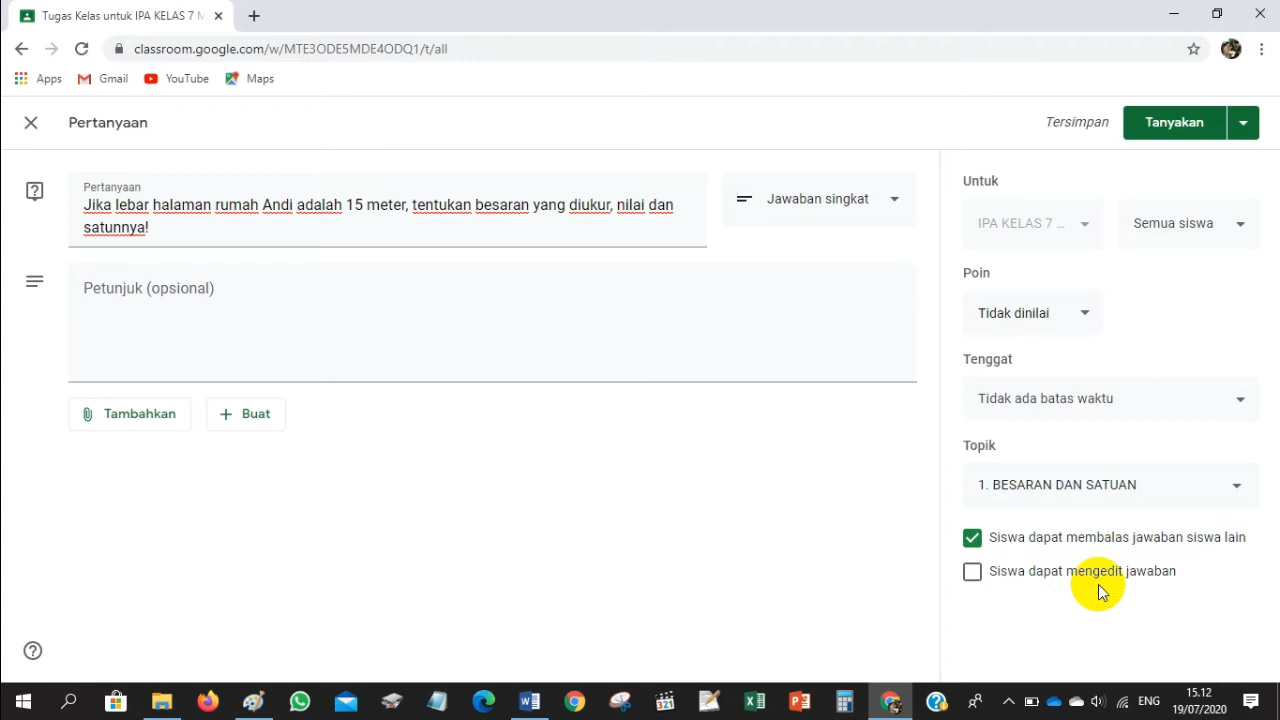 Tugas Kelas untuk IPA KELAS 7 M
classroom.google.com/w/MTE3ODE5MDE4ODQ1/t/all
Apps Gmail YouTube Maps
Pertanyaan
Tersimpan
Tanyakan
Pertanyaan
Jika lebar halaman rumah Andi adalah 15 meter, tentukan besaran yang diukur, nilai dan
satunnya!
Jawaban singkat
Petunjuk (opsional)
Tambahkan
Buat
Untuk
IPA KELAS 7 ...
Semua siswa
Poin
Tidak dinilai
Tenggat
Tidak ada batas waktu
Topik
1. BESARAN DAN SATUAN
Siswa dapat membalas jawaban siswa lain
Siswa dapat mengedit jawaban
321
ENG
15.12
19/07/2020